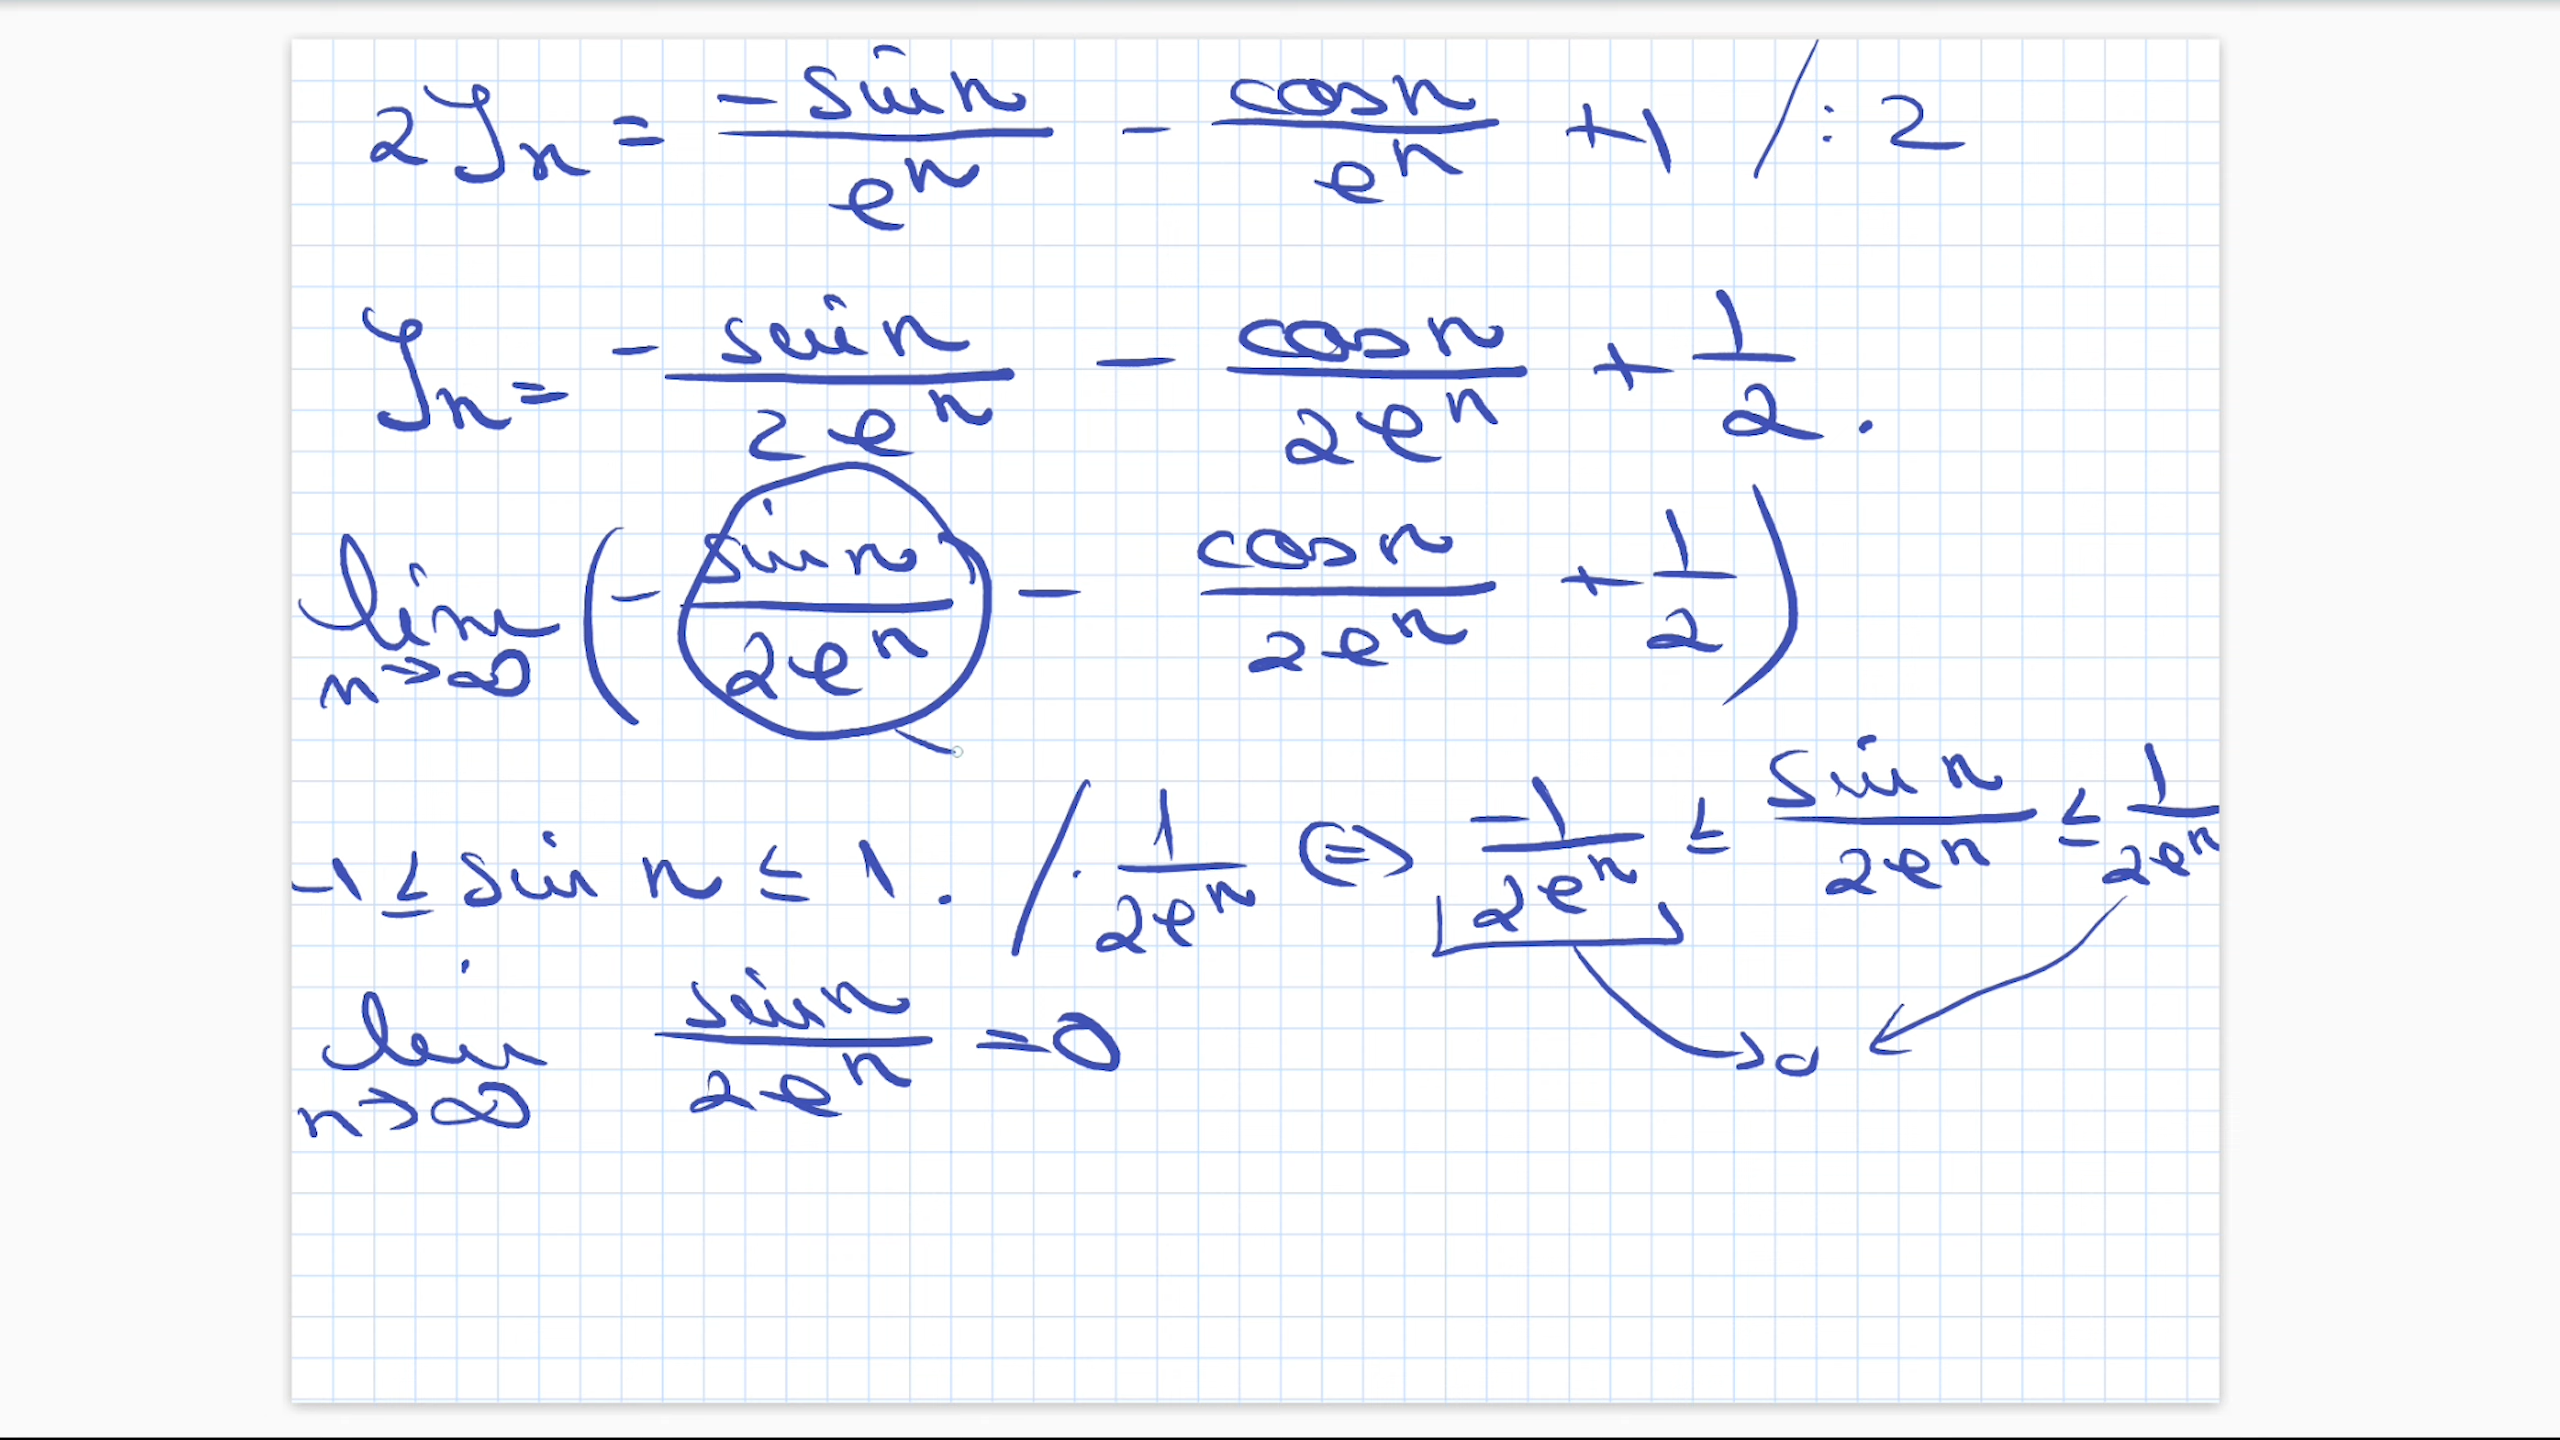 2Jn = -sin n / e^n - cos n / e^n + 1 / : 2
Jn = - sin n / 2e^n - cos n / 2e^n + 1/2 .
lim n→∞ ( - sin n / 2e^n - cos n / 2e^n + 1/2 )
-1 ≤ sin n ≤ 1 . / · 1 / 2e^n (=> -1 / 2e^n ≤ sin n / 2e^n ≤ 1 / 2e^n
lim n→∞ sin n / 2e^n = 0 → 0 ←